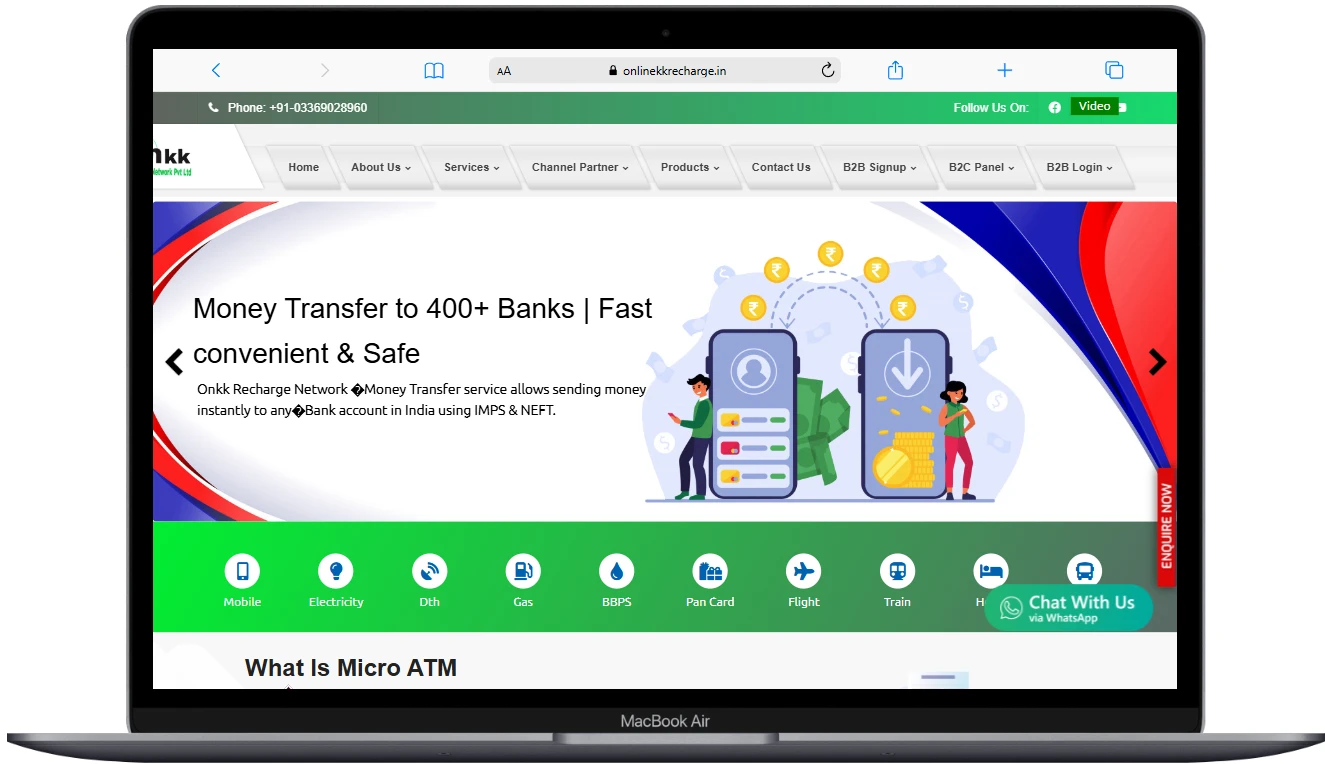 AA onlinekkrecharge.in
Phone: +91-03369028960 Follow Us On: Video
kk
Network Pvt Ltd
Home About Us Services Channel Partner Products Contact Us B2B Signup B2C Panel B2B Login
Money Transfer to 400+ Banks | Fast
convenient & Safe
Onkk Recharge Network �Money Transfer service allows sending money
instantly to any�Bank account in India using IMPS & NEFT.
ENQUIRE NOW
Mobile Electricity Dth Gas BBPS Pan Card Flight Train
Chat With Us
via WhatsApp
What Is Micro ATM
MacBook Air